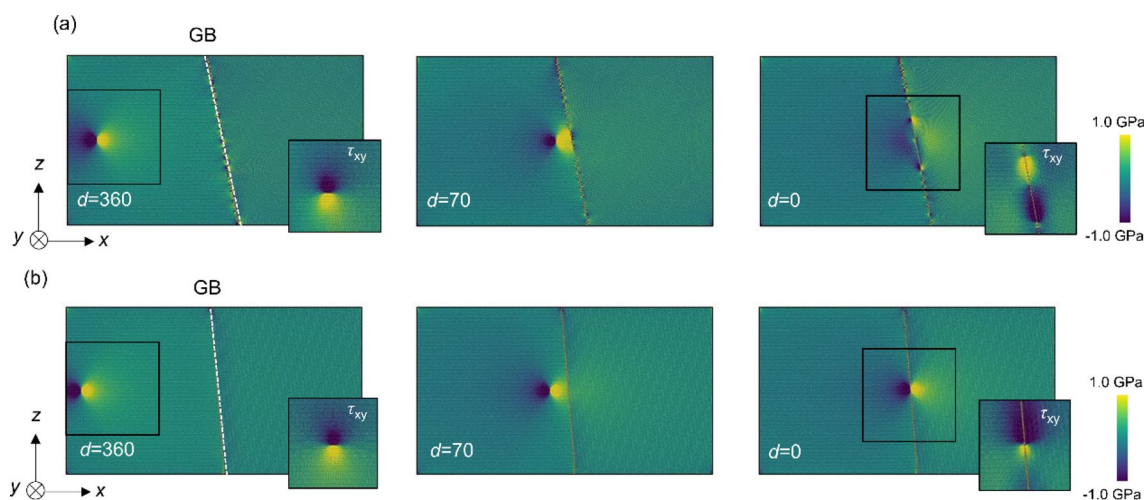 (a)
GB
1.0 GPa
τxy
τxy
z
d=360
d=70
d=0
-1.0 GPa
y
x
(b)
GB
1.0 GPa
τxy
τxy
z
d=360
d=70
d=0
-1.0 GPa
y
x